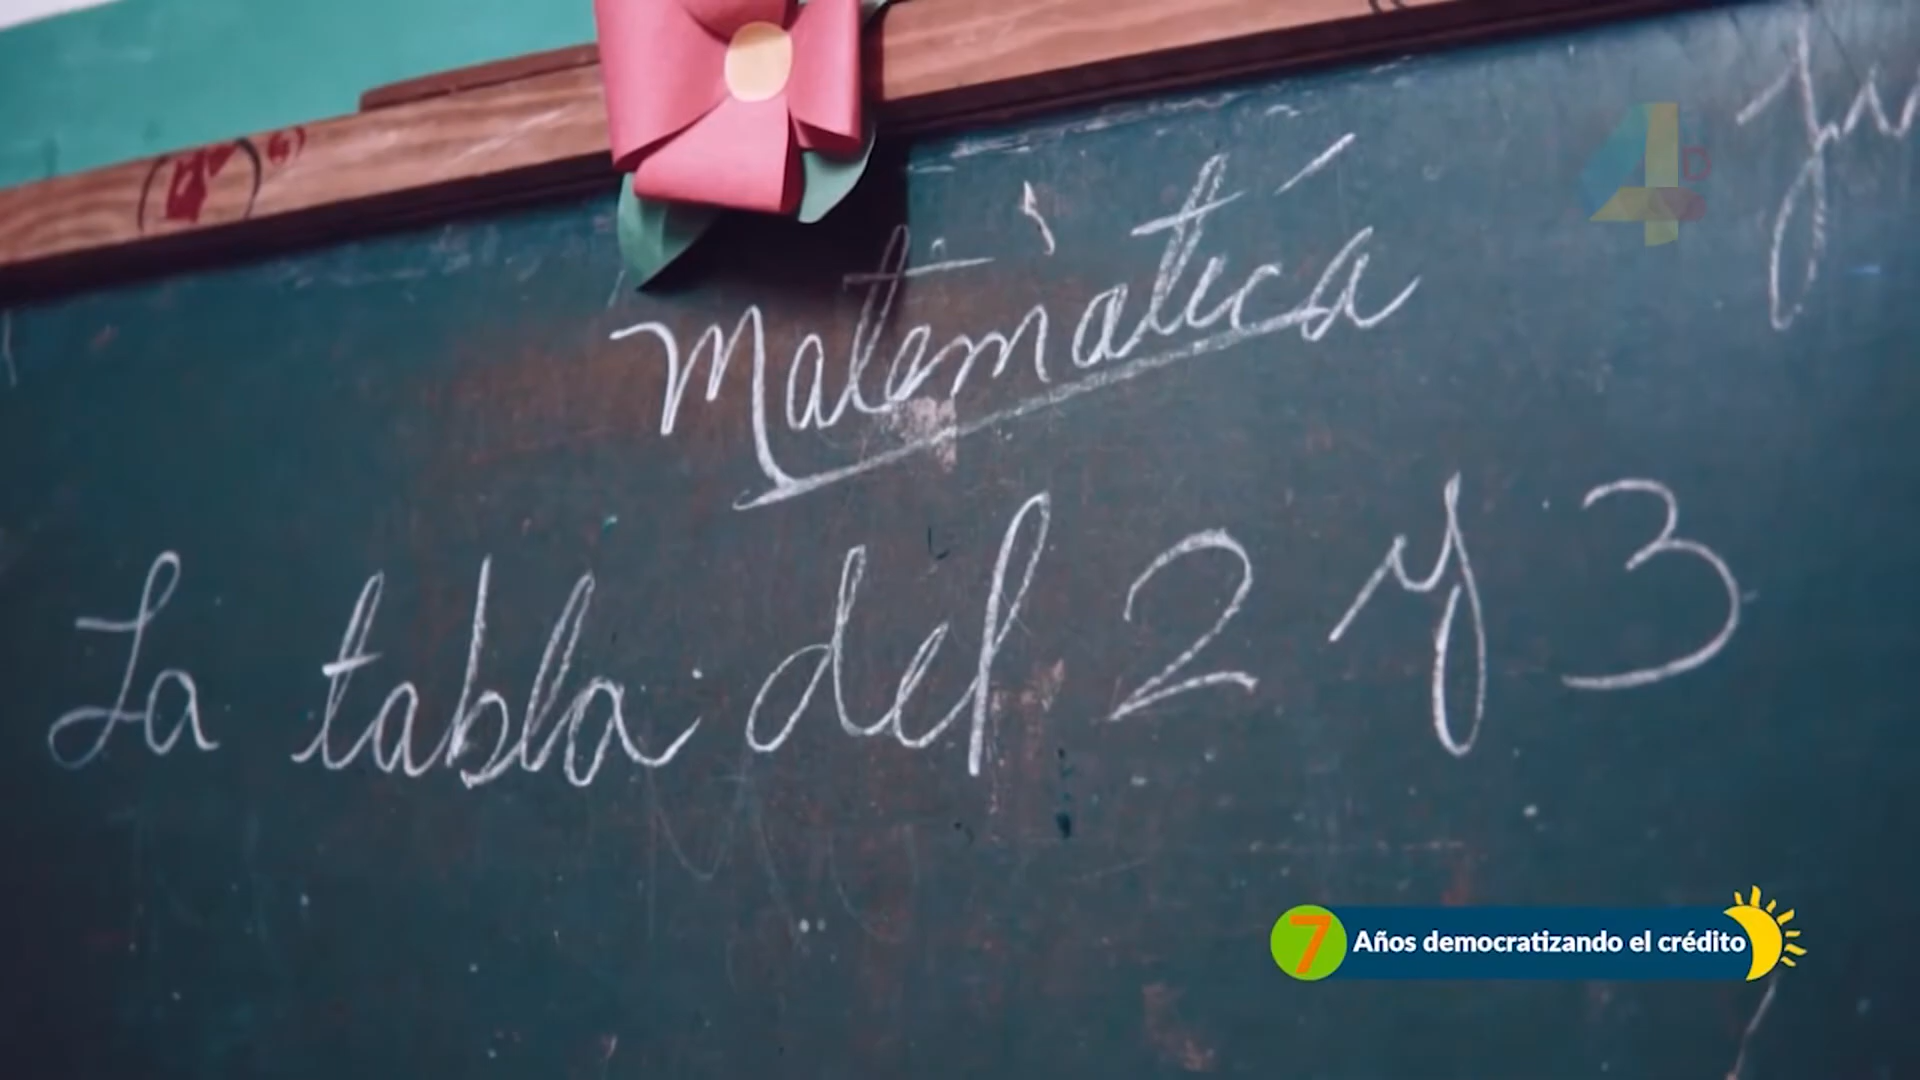 Matemática
La tabla del 2 y 3
7 Años democratizando el crédito